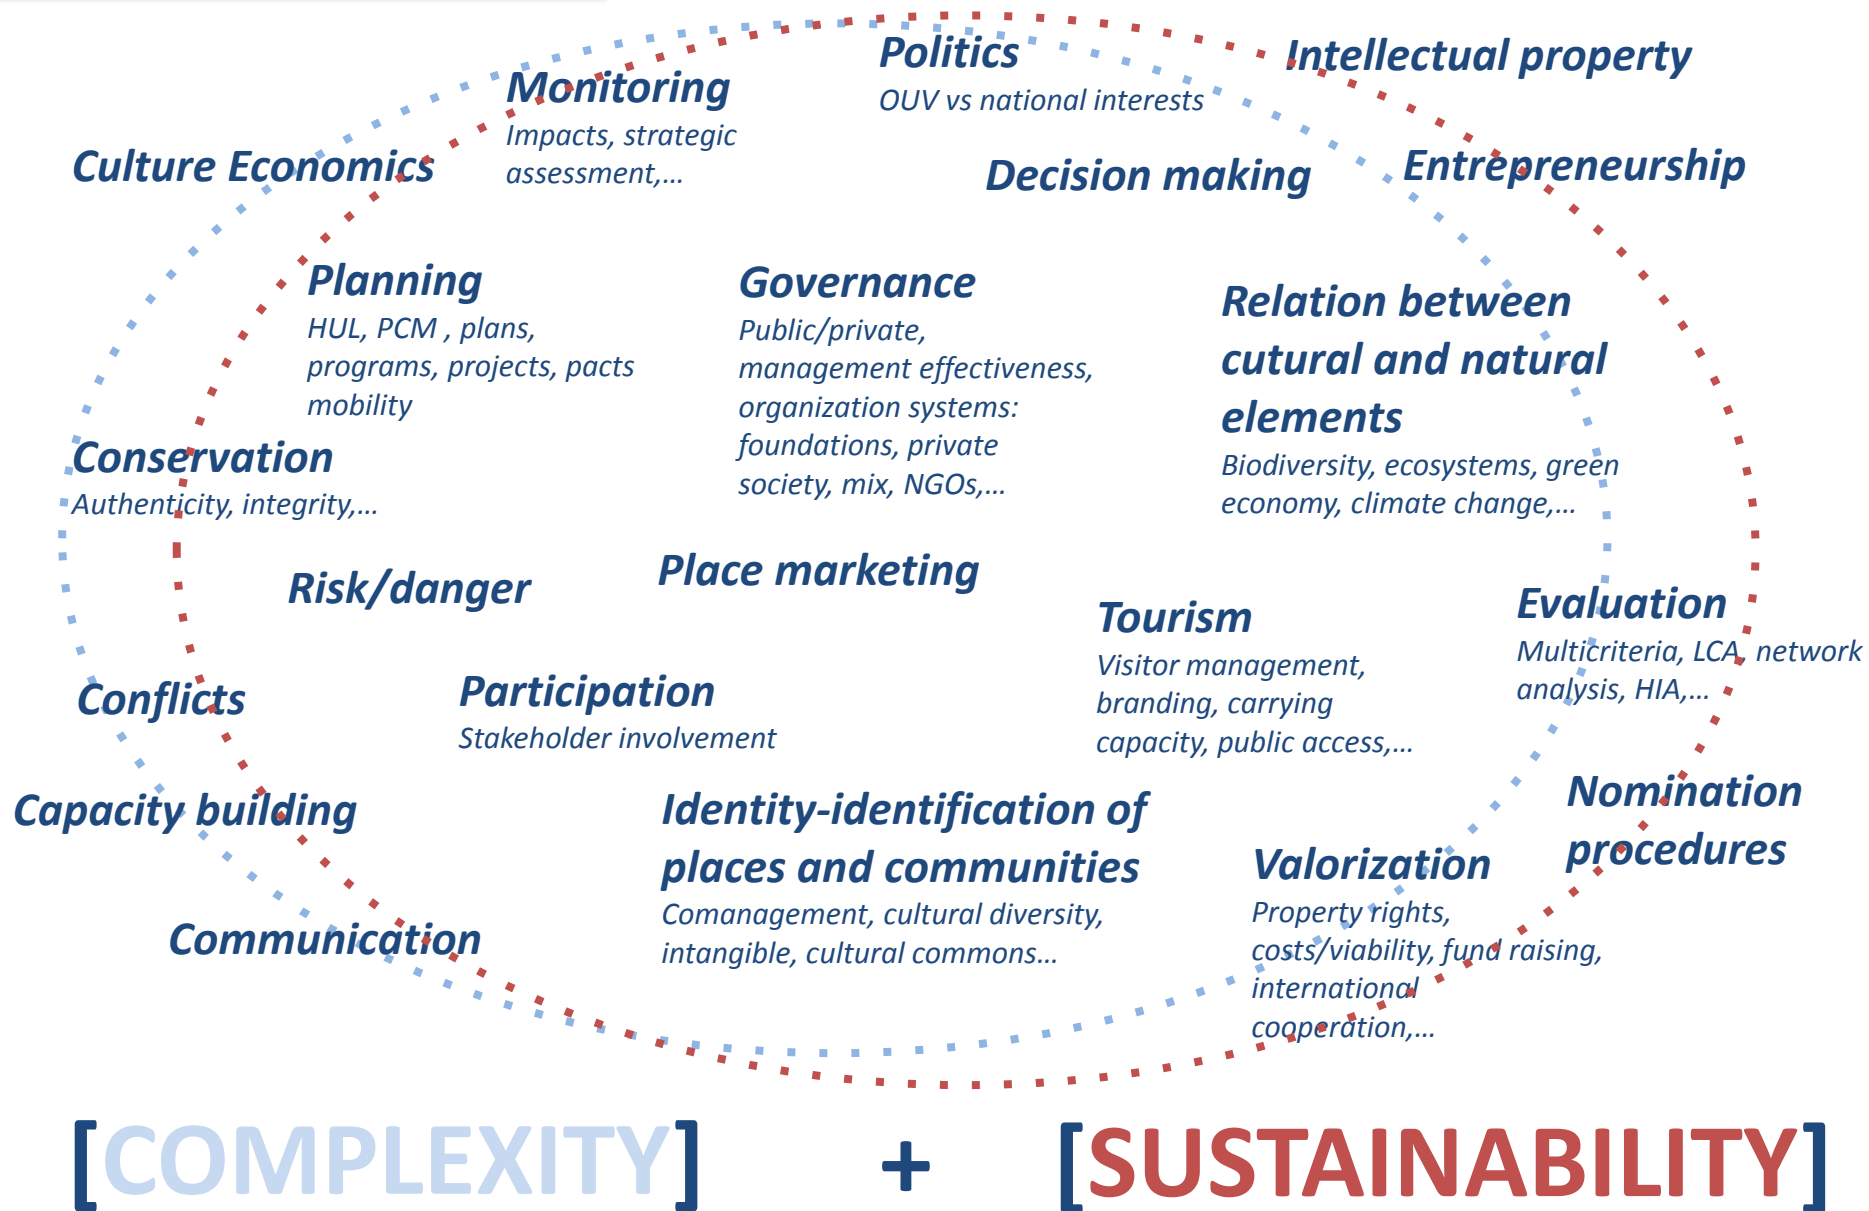 Politics
OUV vs national interests
Intellectual property
Monitoring
Impacts, strategic
assessment,...
Culture Economics
Decision making
Entrepreneurship
Planning
HUL, PCM , plans,
programs, projects, pacts
mobility
Governance
Public/private,
management effectiveness,
organization systems:
foundations, private
society, mix, NGOs,...
Relation between
cutural and natural
elements
Biodiversity, ecosystems, green
economy, climate change,...
Conservation
Authenticity, integrity,...
Risk/danger
Place marketing
Tourism
Visitor management,
branding, carrying
capacity, public access,...
Evaluation
Multicriteria, LCA, network
analysis, HIA,...
Conflicts
Participation
Stakeholder involvement
Capacity building
Identity-identification of
places and communities
Comanagement, cultural diversity,
intangible, cultural commons...
Nomination
procedures
Valorization
Property rights,
costs/viability, fund raising,
international
cooperation,...
Communication
[COMPLEXITY] + [SUSTAINABILITY]